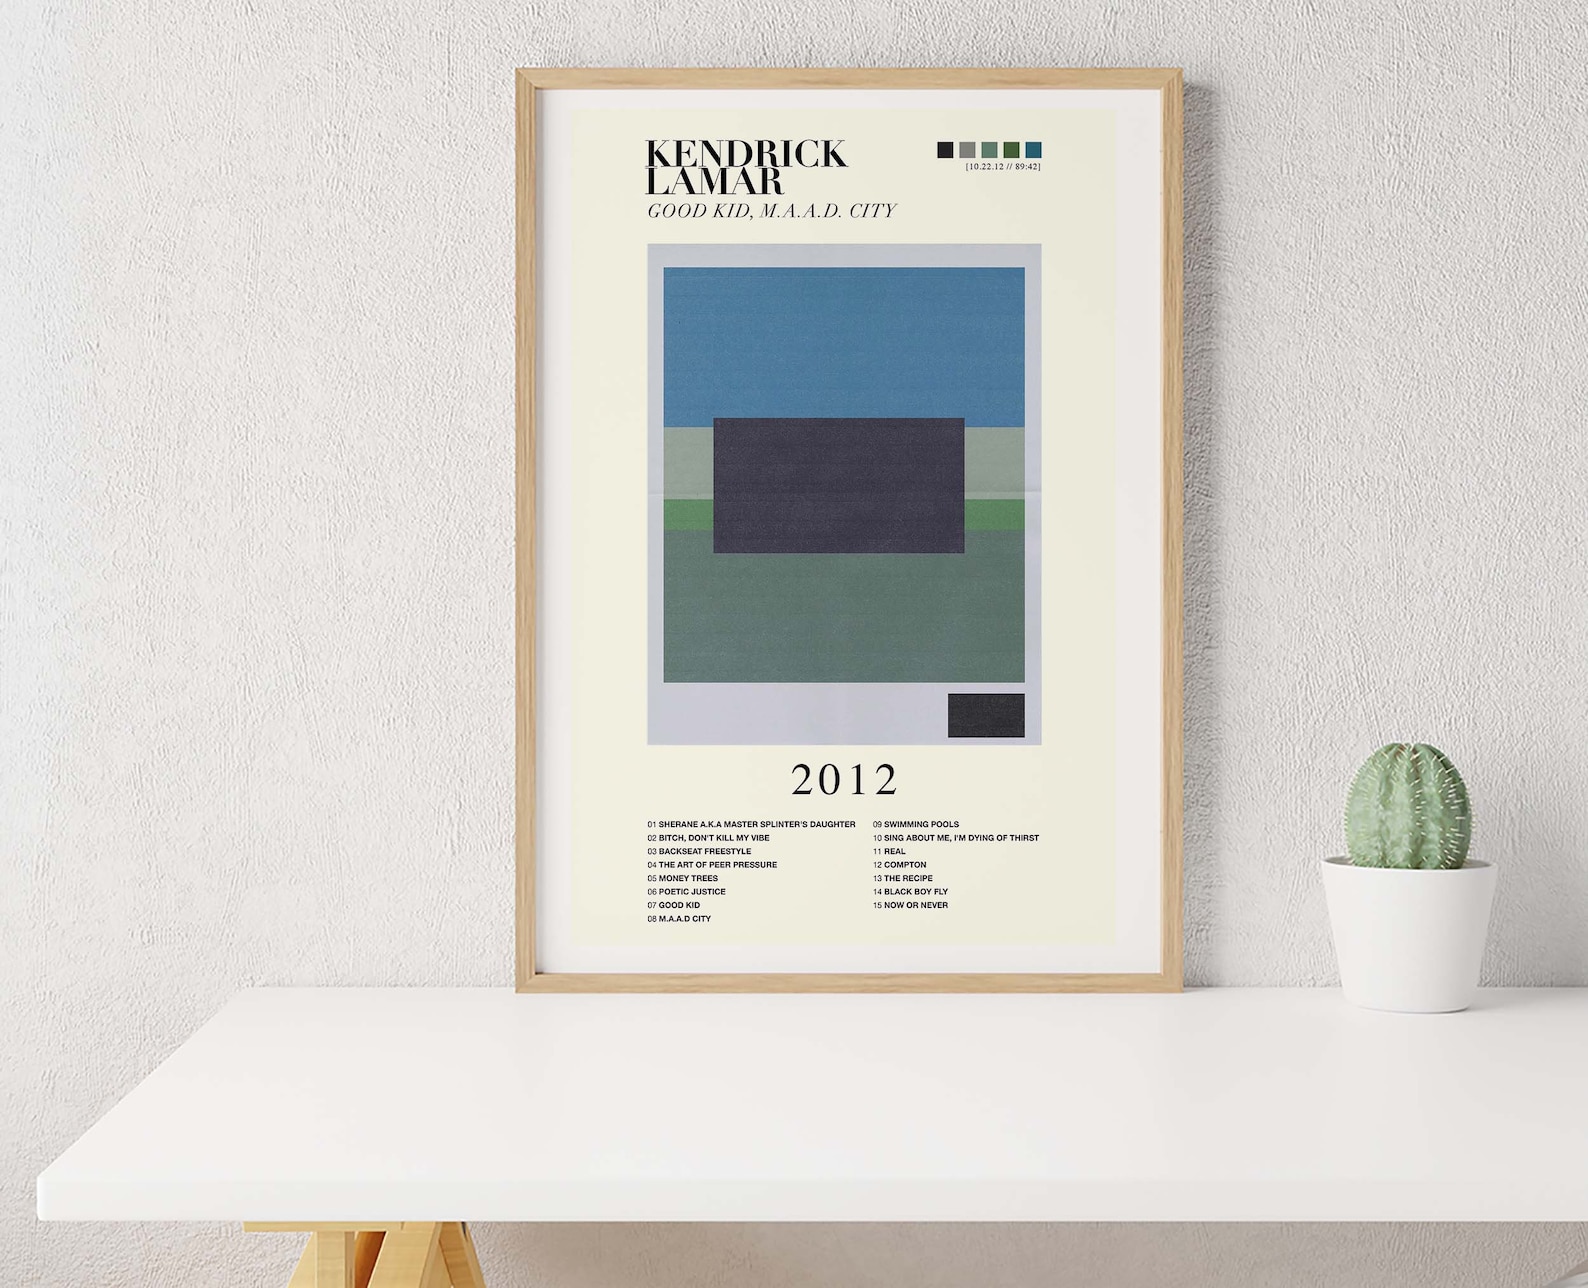 KENDRICK
LAMAR
GOOD KID, M.A.A.D. CITY
[10.22.12 // 89:42]
2012
01 SHERANE A.K.A MASTER SPLINTER'S DAUGHTER
02 BITCH, DON'T KILL MY VIBE
03 BACKSEAT FREESTYLE
04 THE ART OF PEER PRESSURE
05 MONEY TREES
06 POETIC JUSTICE
07 GOOD KID
08 M.A.A.D CITY
09 SWIMMING POOLS
10 SING ABOUT ME, I'M DYING OF THIRST
11 REAL
12 COMPTON
13 THE RECIPE
14 BLACK BOY FLY
15 NOW OR NEVER